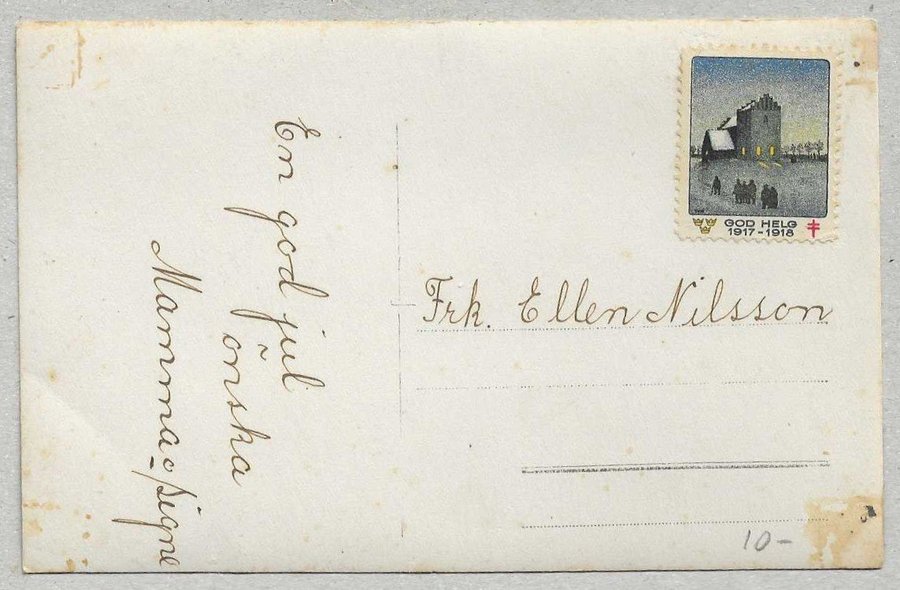 En god jul
önska
Mamma o Signe
GOD HELG
1917-1918
Frk. Ellen Nilsson
10-